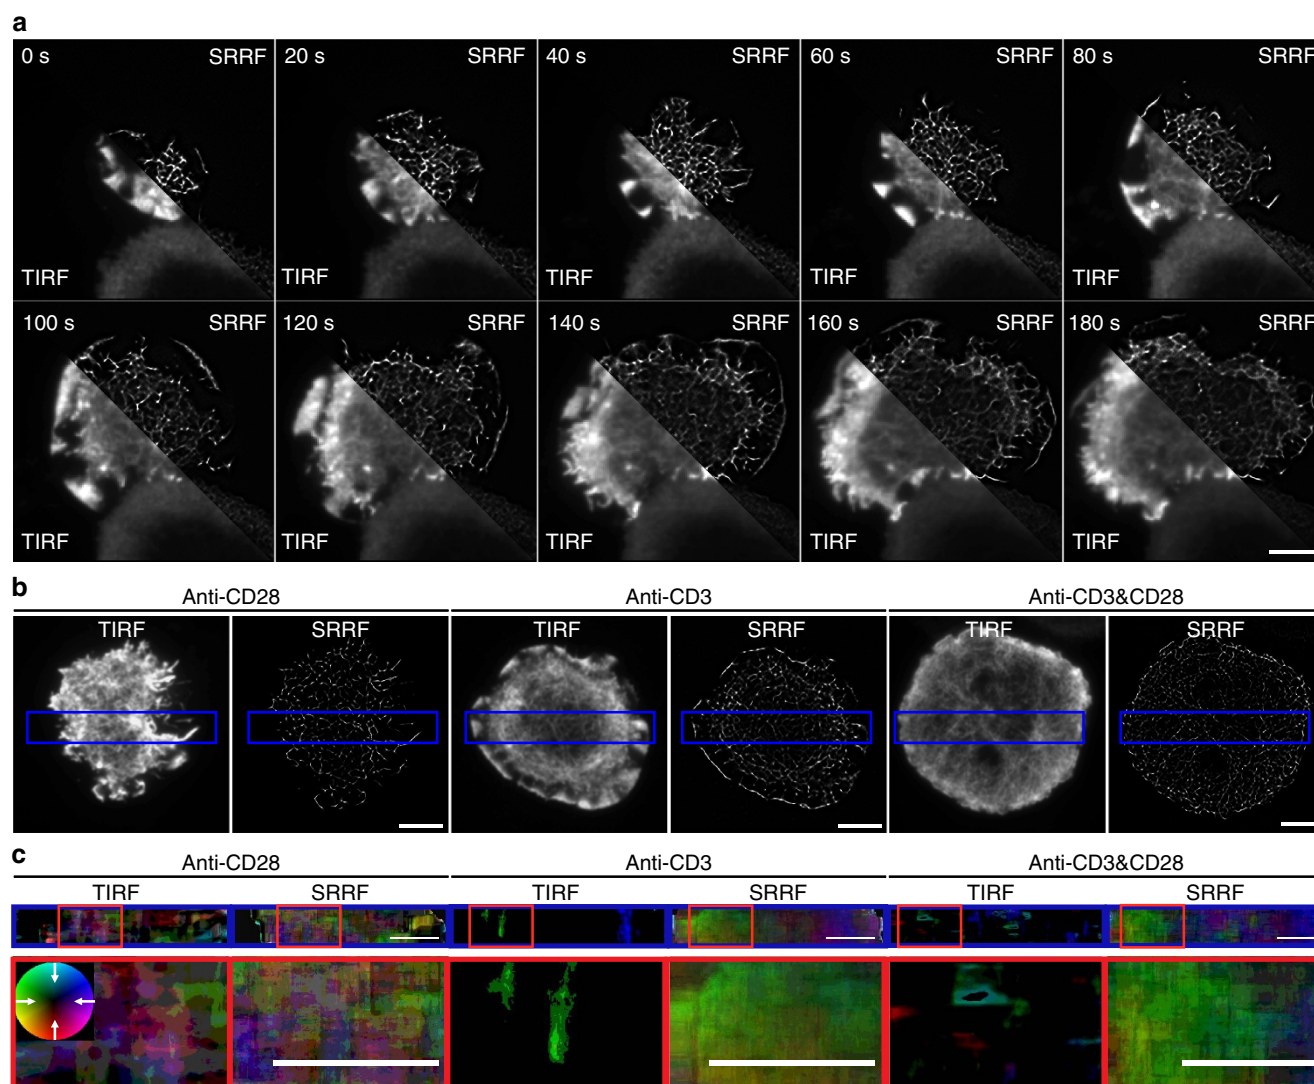 a
0 s SRRF 20 s SRRF 40 s SRRF 60 s SRRF 80 s SRRF
TIRF TIRF TIRF TIRF TIRF
100 s SRRF 120 s SRRF 140 s SRRF 160 s SRRF 180 s SRRF
TIRF TIRF TIRF TIRF TIRF
b
Anti-CD28 Anti-CD3 Anti-CD3&CD28
TIRF SRRF TIRF SRRF TIRF SRRF
c
Anti-CD28 Anti-CD3 Anti-CD3&CD28
TIRF SRRF TIRF SRRF TIRF SRRF